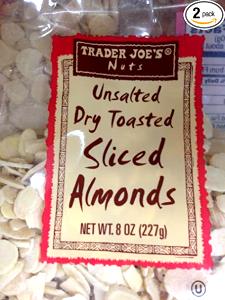 2
pack
TRADER JOE'S®
Nuts
Unsalted
Dry Toasted
Sliced
Almonds
NET WT. 8 OZ (227g)
U